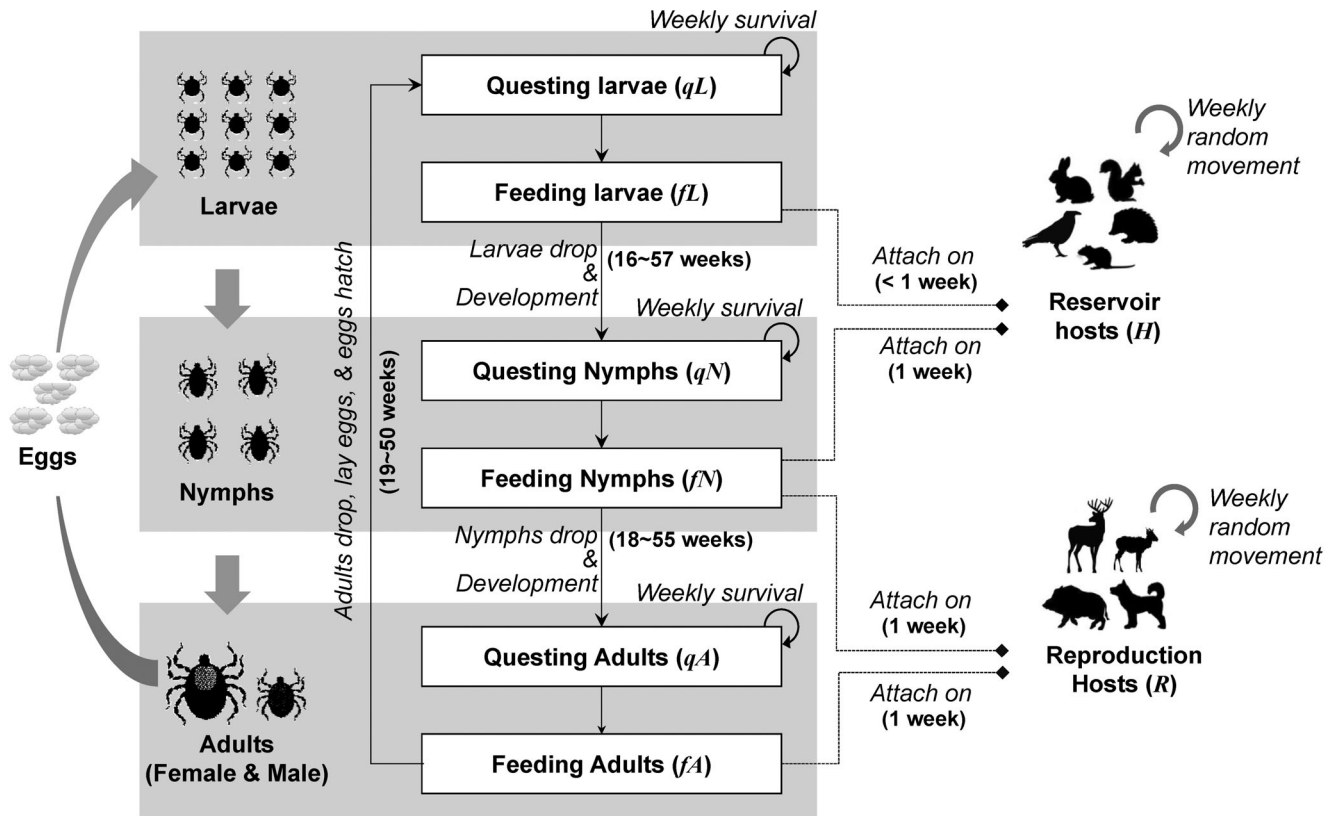 Weekly survival
Questing larvae (qL)
Feeding larvae (fL)
Larvae
Larvae drop
&
Development
(16~57 weeks)
Weekly survival
Questing Nymphs (qN)
Feeding Nymphs (fN)
Nymphs
Nymphs drop
&
Development
(18~55 weeks)
Weekly survival
Questing Adults (qA)
Feeding Adults (fA)
Adults
(Female & Male)
Eggs
Adults drop, lay eggs, & eggs hatch
(19~50 weeks)
Attach on
(< 1 week)
Attach on
(1 week)
Weekly
random
movement
Reservoir
hosts (H)
Attach on
(1 week)
Attach on
(1 week)
Weekly
random
movement
Reproduction
Hosts (R)